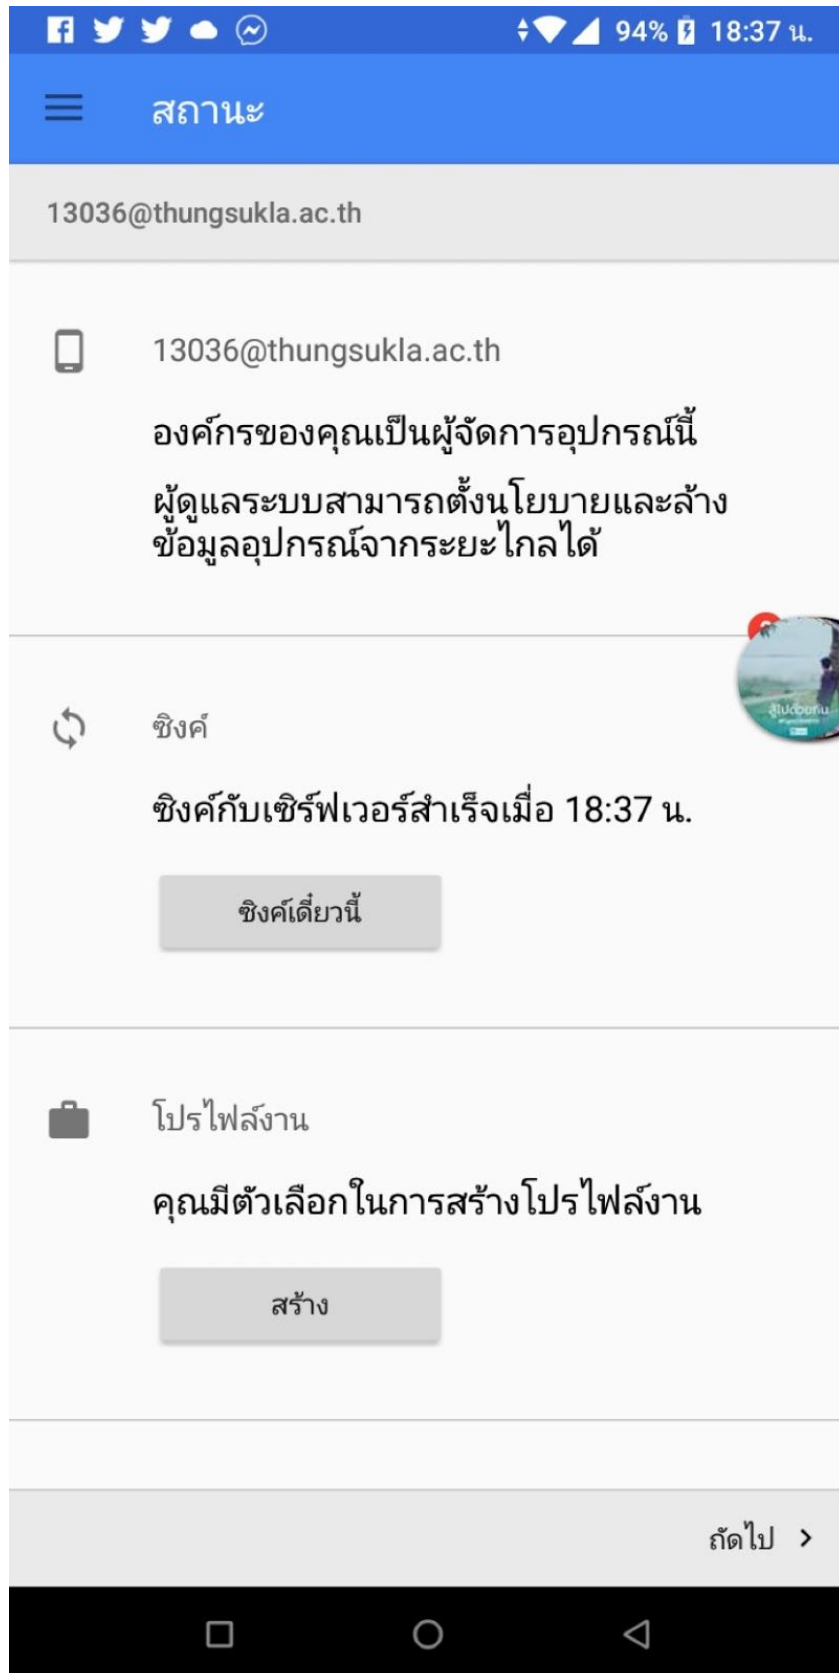 94% 18:37 น.
สถานะ
13036@thungsukla.ac.th
13036@thungsukla.ac.th
องค์กรของคุณเป็นผู้จัดการอุปกรณ์นี้
ผู้ดูแลระบบสามารถตั้งนโยบายและล้าง
ข้อมูลอุปกรณ์จากระยะไกลได้
สู้ไปด้วยกัน
ซิงค์
ซิงค์กับเซิร์ฟเวอร์สำเร็จเมื่อ 18:37 น.
ซิงค์เดี๋ยวนี้
โปรไฟล์งาน
คุณมีตัวเลือกในการสร้างโปรไฟล์งาน
สร้าง
ถัดไป